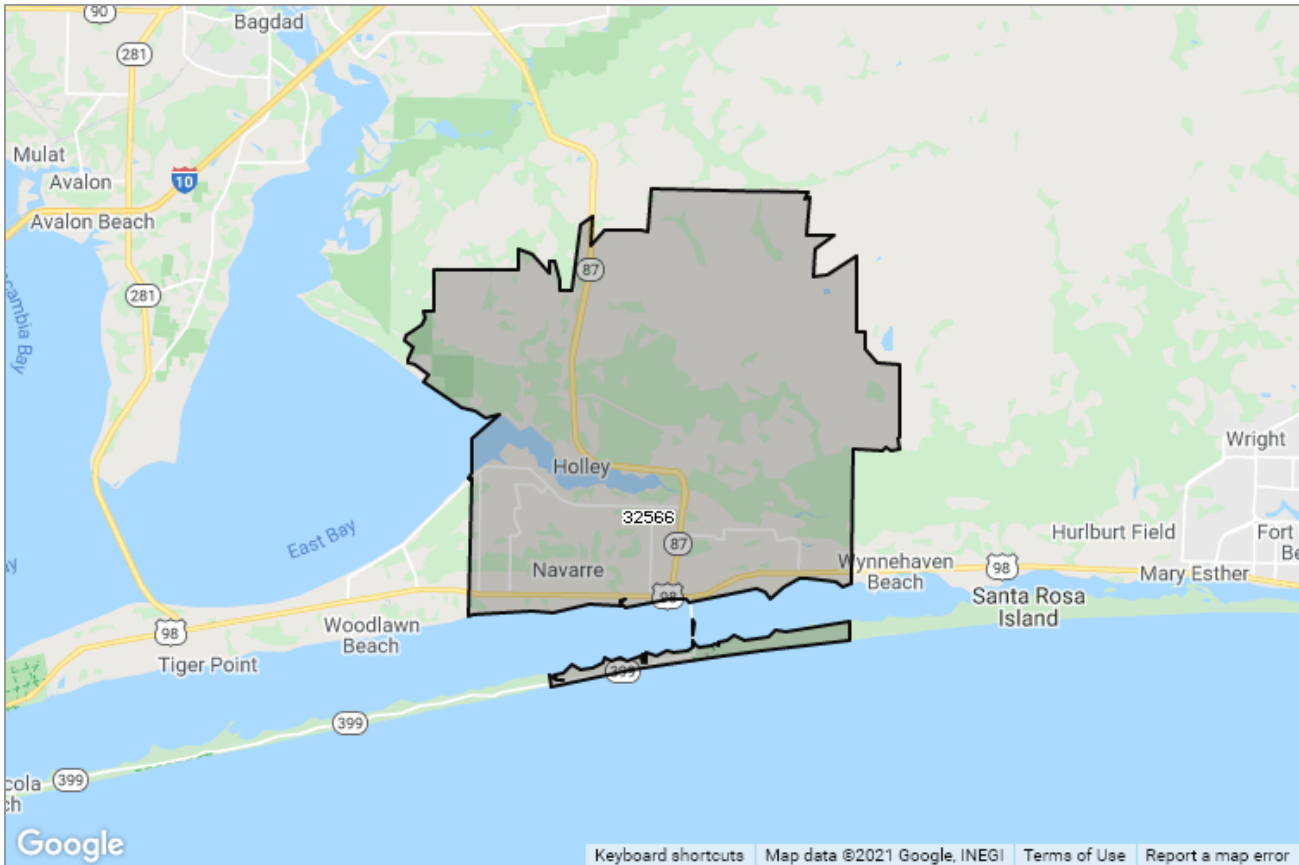 90
Bagdad
281
Mulat
10
Avalon
Avalon Beach
87
281
Wright
Holley
32566
Hurlburt Field
East Bay
87
Wynnehaven
Beach
Navarre
98
Mary Esther
98
Santa Rosa
Island
98
Woodlawn
Beach
Tiger Point
399
399
399
Google
Keyboard shortcuts
Map data ©2021 Google, INEGI
Terms of Use
Report a map error